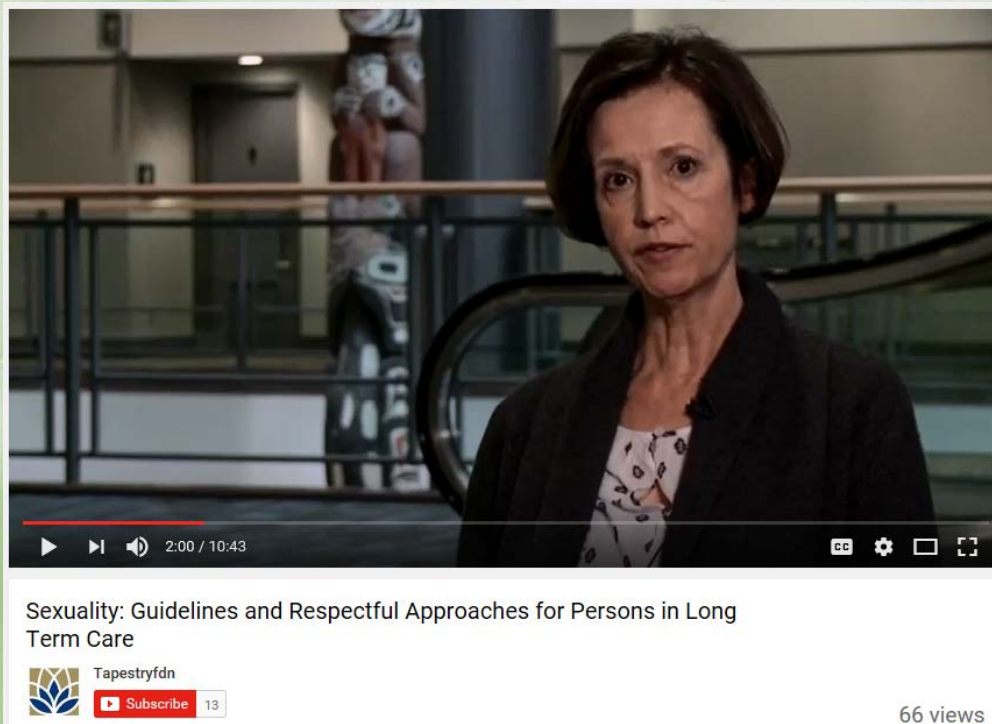 2:00 / 10:43
CC
Sexuality: Guidelines and Respectful Approaches for Persons in Long
Term Care
Tapestryfdn
Subscribe 13
66 views